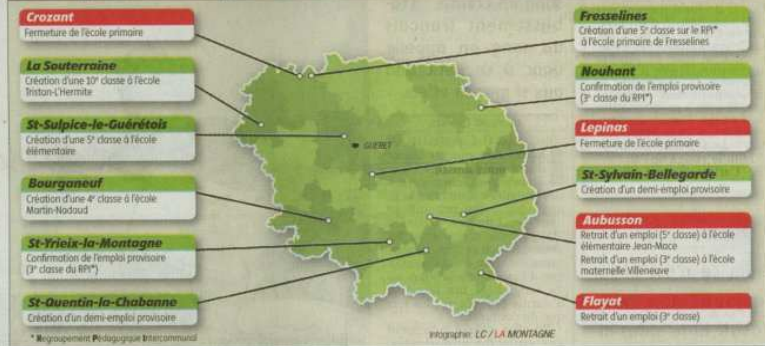 Crozant
Fermeture de l'école primaire
La Souterraine
Création d'une 10e classe à l'école
Tristan-L'Hermite
St-Sulpice-le-Guérétois
Création d'une 5e classe à l'école
élémentaire
Bourganeuf
Création d'une 4e classe à l'école
Martin-Nadaud
St-Yrieix-la-Montagne
Confirmation de l'emploi provisoire
(3e classe du RPI*)
St-Quentin-la-Chabanne
Création d'un demi-emploi provisoire
* Regroupement Pédagogique Intercommunal
GUERET
Fresselines
Création d'une 5e classe sur le RPI*
à l'école primaire de Fresselines
Nouhant
Confirmation de l'emploi provisoire
(3e classe du RPI*)
Lepinas
Fermeture de l'école primaire
St-Sylvain-Bellegarde
Création d'un demi-emploi provisoire
Aubusson
Retrait d'un emploi (5e classe) à l'école
élémentaire Jean-Mace
Retrait d'un emploi (3e classe) à l'école
maternelle Villeneuve
Flayat
Retrait d'un emploi (3e classe)
Infographie: LC / LA MONTAGNE